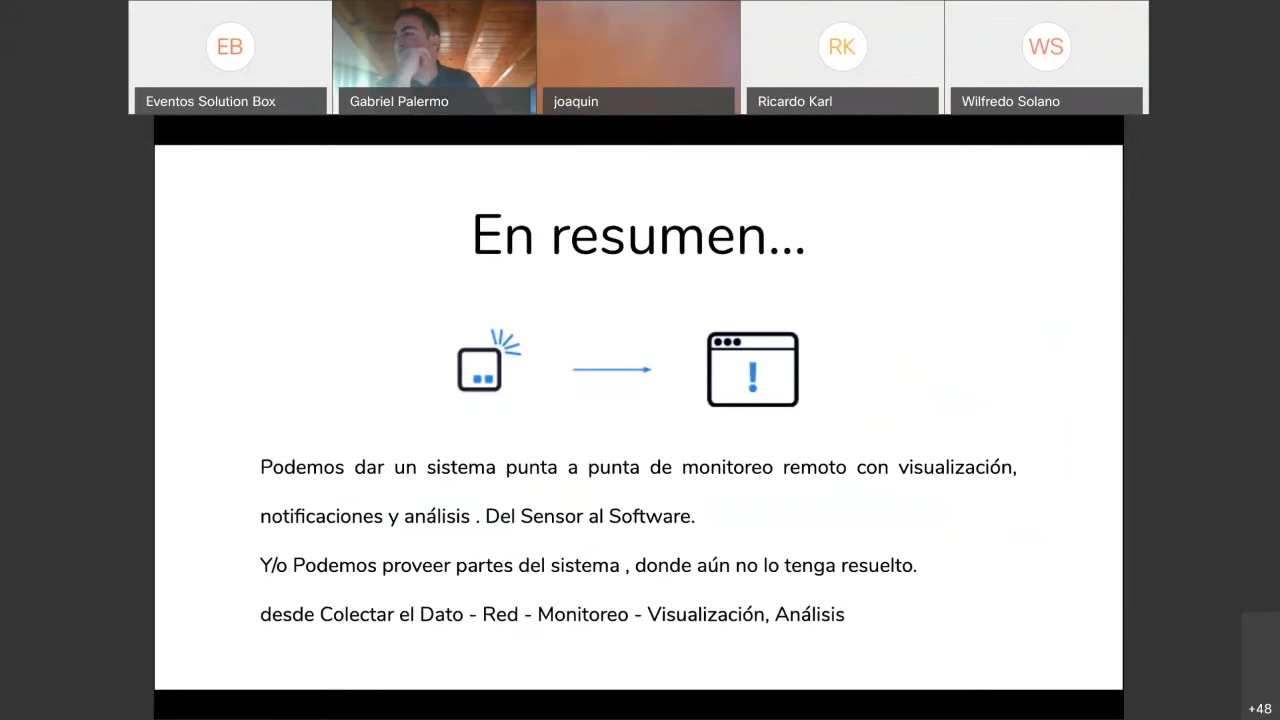 EB
RK
WS
Eventos Solution Box
Gabriel Palermo
joaquin
Ricardo Karl
Wilfredo Solano
En resumen...
!
Podemos dar un sistema punta a punta de monitoreo remoto con visualización,
notificaciones y análisis . Del Sensor al Software.
Y/o Podemos proveer partes del sistema , donde aún no lo tenga resuelto.
desde Colectar el Dato - Red - Monitoreo - Visualización, Análisis
+48